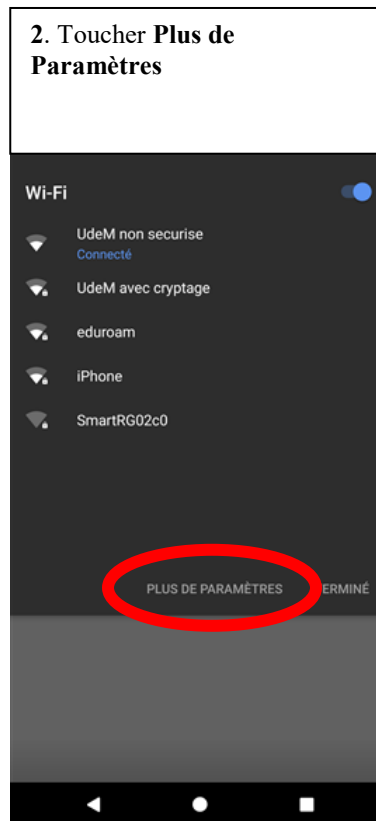 2. Toucher Plus de
Paramètres
Wi-Fi
UdeM non securise
Connecté
UdeM avec cryptage
eduroam
iPhone
SmartRG02c0
PLUS DE PARAMÈTRES
ERMINÉ